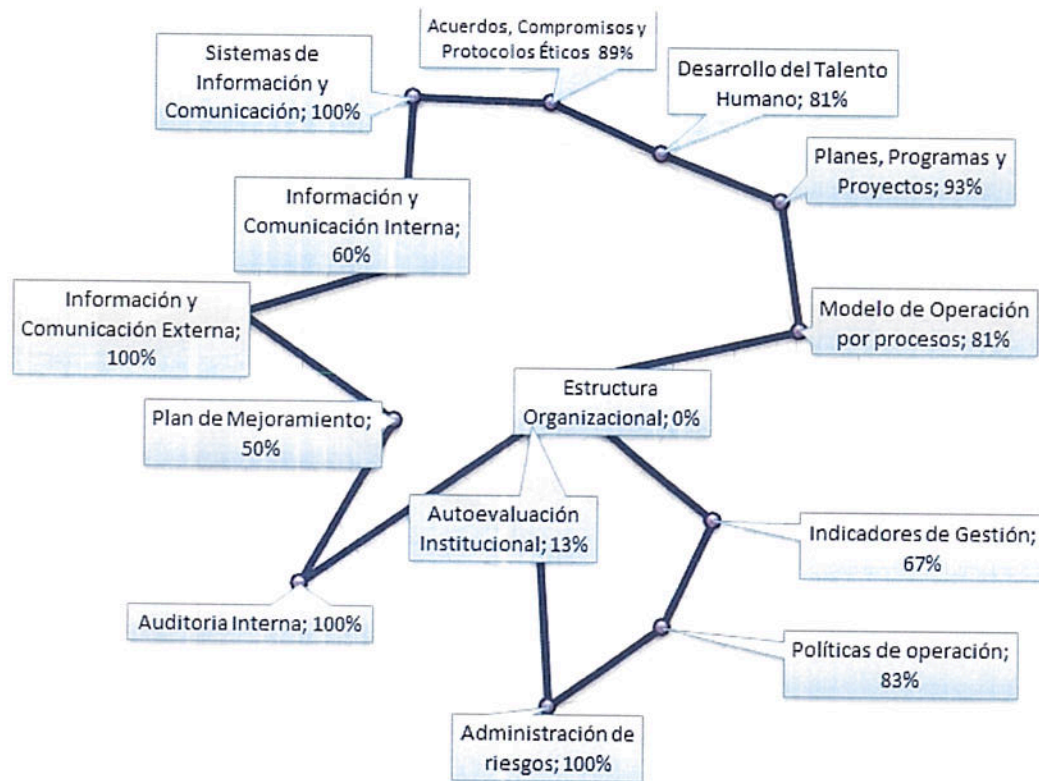 Acuerdos, Compromisos y
Protocolos Éticos 89%
Sistemas de
Información y
Comunicación; 100%
Desarrollo del Talento
Humano; 81%
Planes, Programas y
Proyectos; 93%
Información y
Comunicación Interna;
60%
Información y
Comunicación Externa;
100%
Modelo de Operación
por procesos; 81%
Estructura
Organizacional; 0%
Plan de Mejoramiento;
50%
Autoevaluación
Institucional; 13%
Indicadores de Gestión;
67%
Auditoria Interna; 100%
Políticas de operación;
83%
Administración de
riesgos; 100%